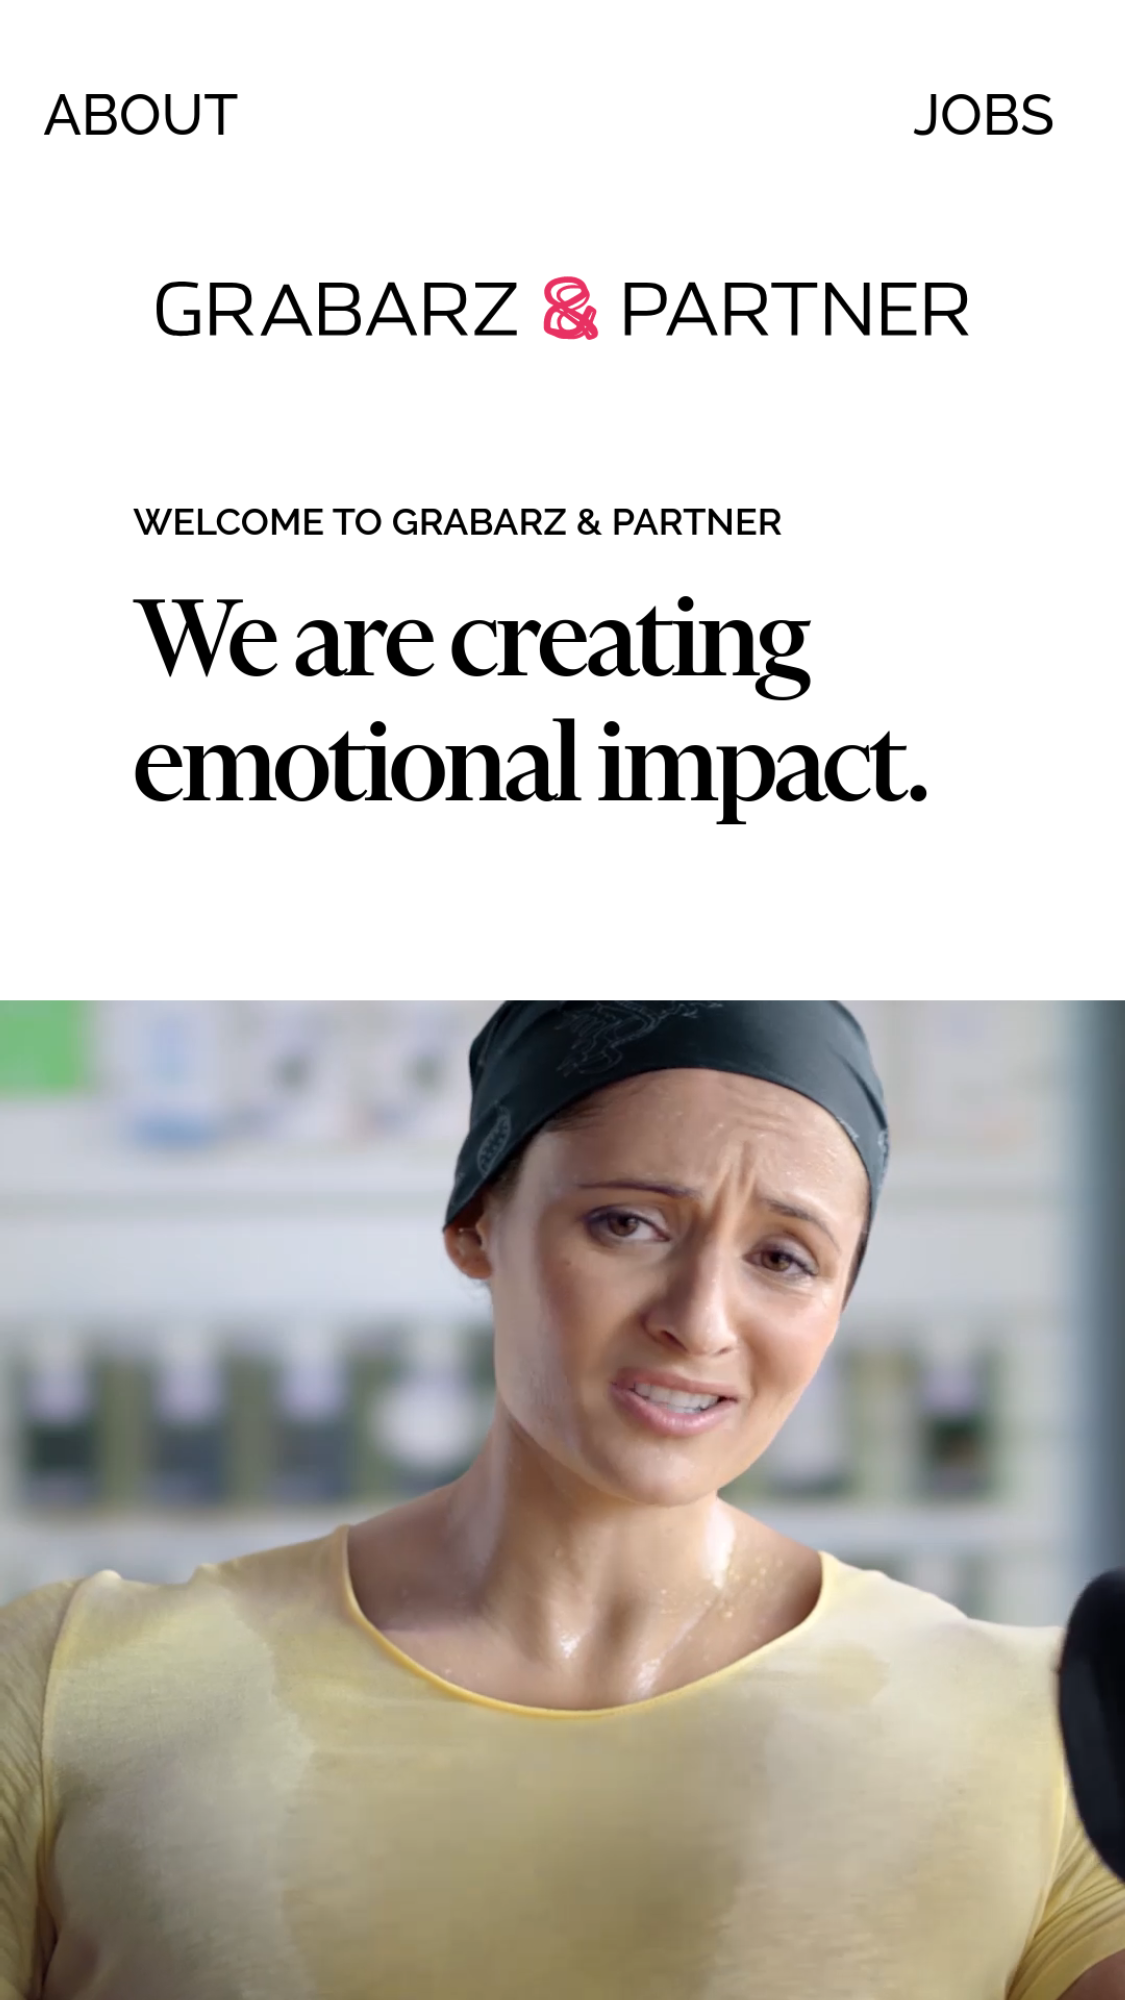 ABOUT
JOBS
GRABARZ & PARTNER
WELCOME TO GRABARZ & PARTNER
We are creating
emotional impact.